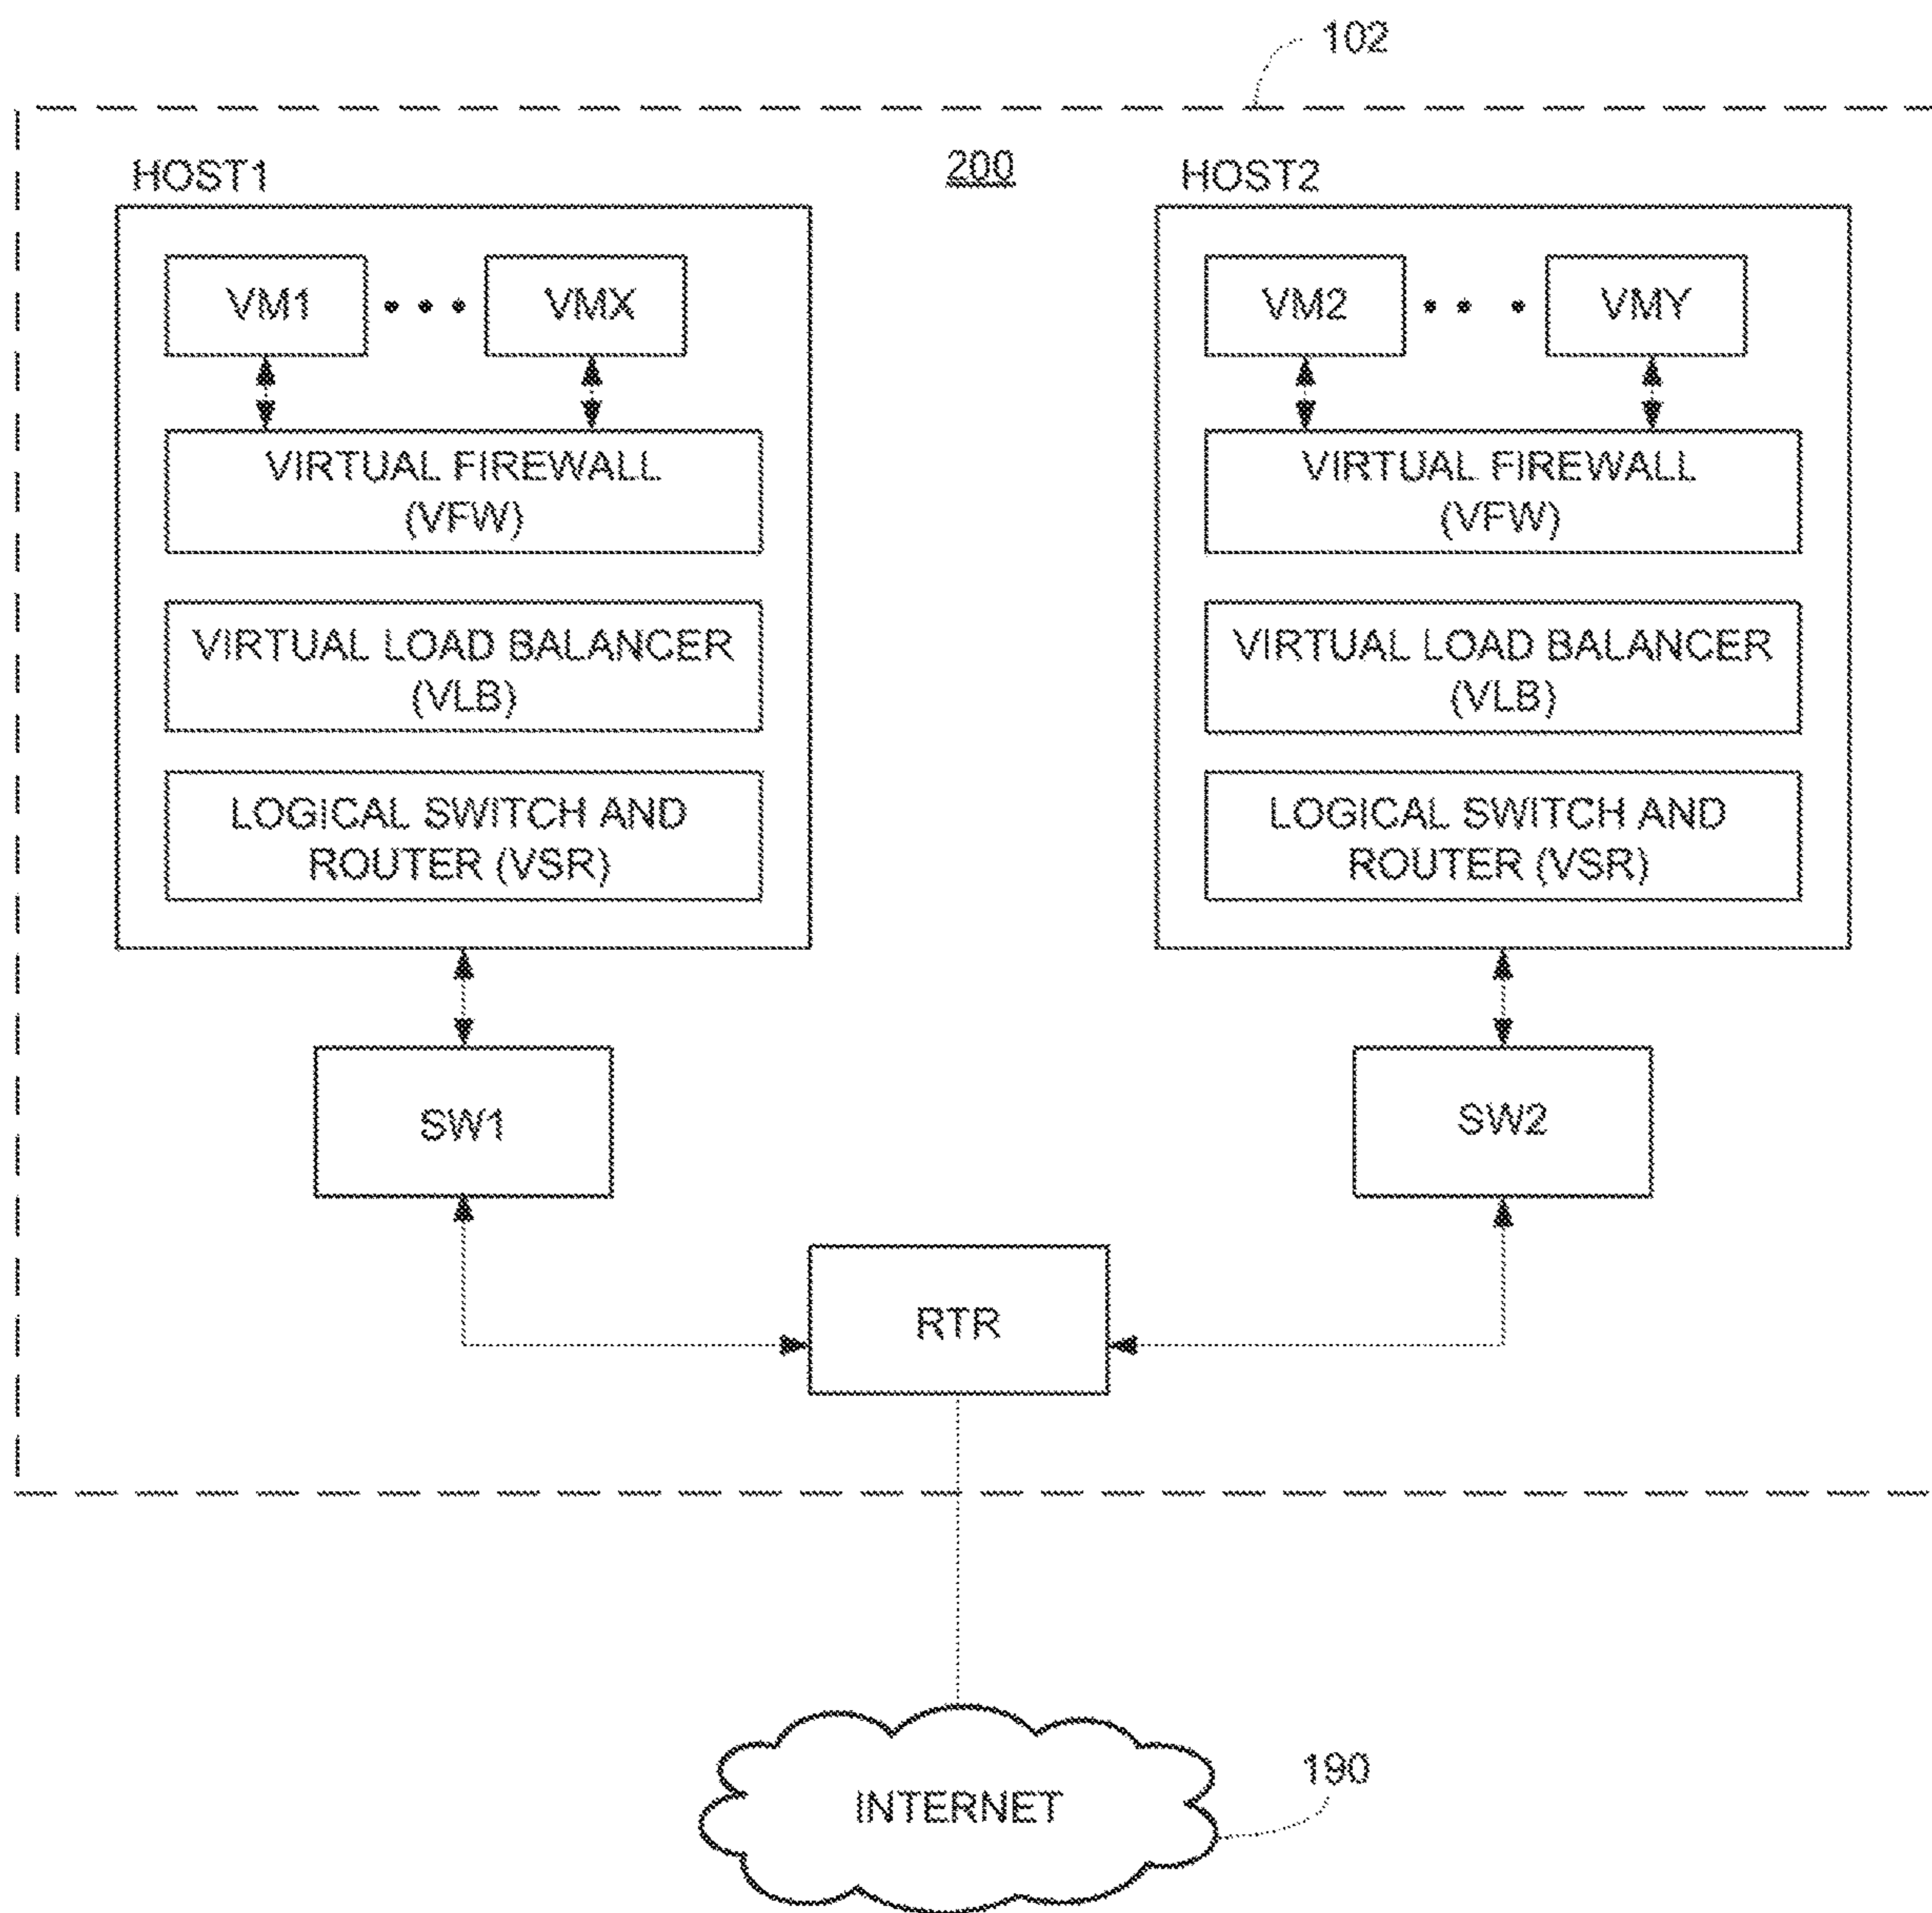 102
200
HOST1
HOST2
VM1
VMX
VM2
VMY
VIRTUAL FIREWALL
(VFW)
VIRTUAL FIREWALL
(VFW)
VIRTUAL LOAD BALANCER
(VLB)
VIRTUAL LOAD BALANCER
(VLB)
LOGICAL SWITCH AND
ROUTER (VSR)
LOGICAL SWITCH AND
ROUTER (VSR)
SW1
SW2
RTR
INTERNET
190